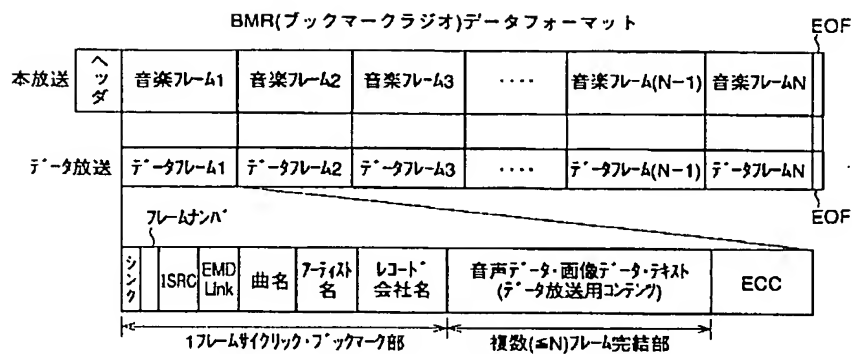 BMR(ブックマークラジオ)データフォーマット
EOF
本放送 ヘッダ 音楽フレーム1 音楽フレーム2 音楽フレーム3 ‥‥ 音楽フレーム(N-1) 音楽フレームN
データ放送 データフレーム1 データフレーム2 データフレーム3 ‥‥ データフレーム(N-1) データフレームN
EOF
フレームナンバ
シンク ISRC EMD Link 曲名 アーティスト名 レコード会社名 音声データ・画像データ・テキスト(データ放送用コンテンツ) ECC
1フレームサイクリック・ブックマーク部 複数(≦N)フレーム完結部